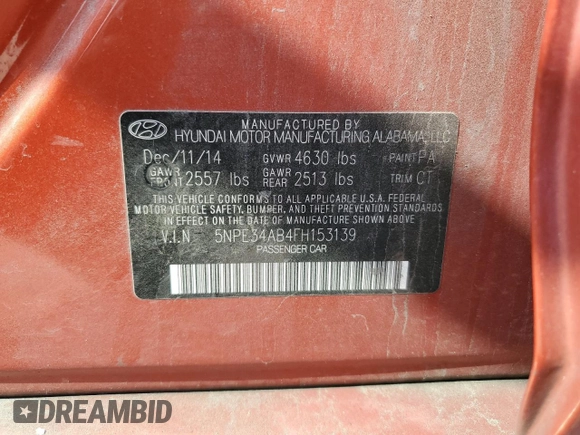 MANUFACTURED BY
HYUNDAI MOTOR MANUFACTURING ALABAMA, LLC
Dec/11/14 GVWR 4630 lbs PAINT PA
GAWR FRONT 2557 lbs GAWR REAR 2513 lbs TRIM CT
THIS VEHICLE CONFORMS TO ALL APPLICABLE U.S.A. FEDERAL
MOTOR VEHICLE SAFETY, BUMPER, AND THEFT PREVENTION STANDARDS
IN EFFECT ON THE DATE OF MANUFACTURE SHOWN ABOVE.
V.I.N 5NPE34AB4FH153139
PASSENGER CAR
DREAMBID